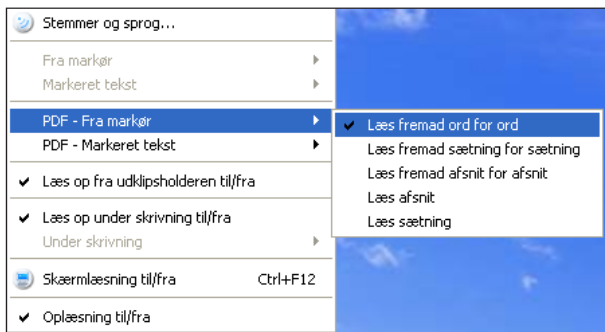 Stemmer og sprog...
Fra markør
Markeret tekst
PDF - Fra markør
PDF - Markeret tekst
Læs op fra udklipsholderen til/fra
Læs op under skrivning til/fra
Under skrivning
Skærmlæsning til/fra Ctrl+F12
Oplæsning til/fra
Læs fremad ord for ord
Læs fremad sætning for sætning
Læs fremad afsnit for afsnit
Læs afsnit
Læs sætning